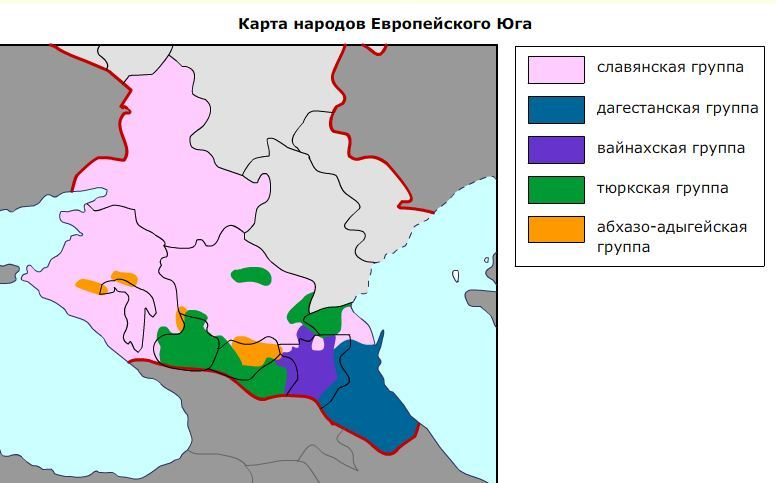 Карта народов Европейского Юга
славянская группа
дагестанская группа
вайнахская группа
тюркская группа
абхазо-адыгейская
группа